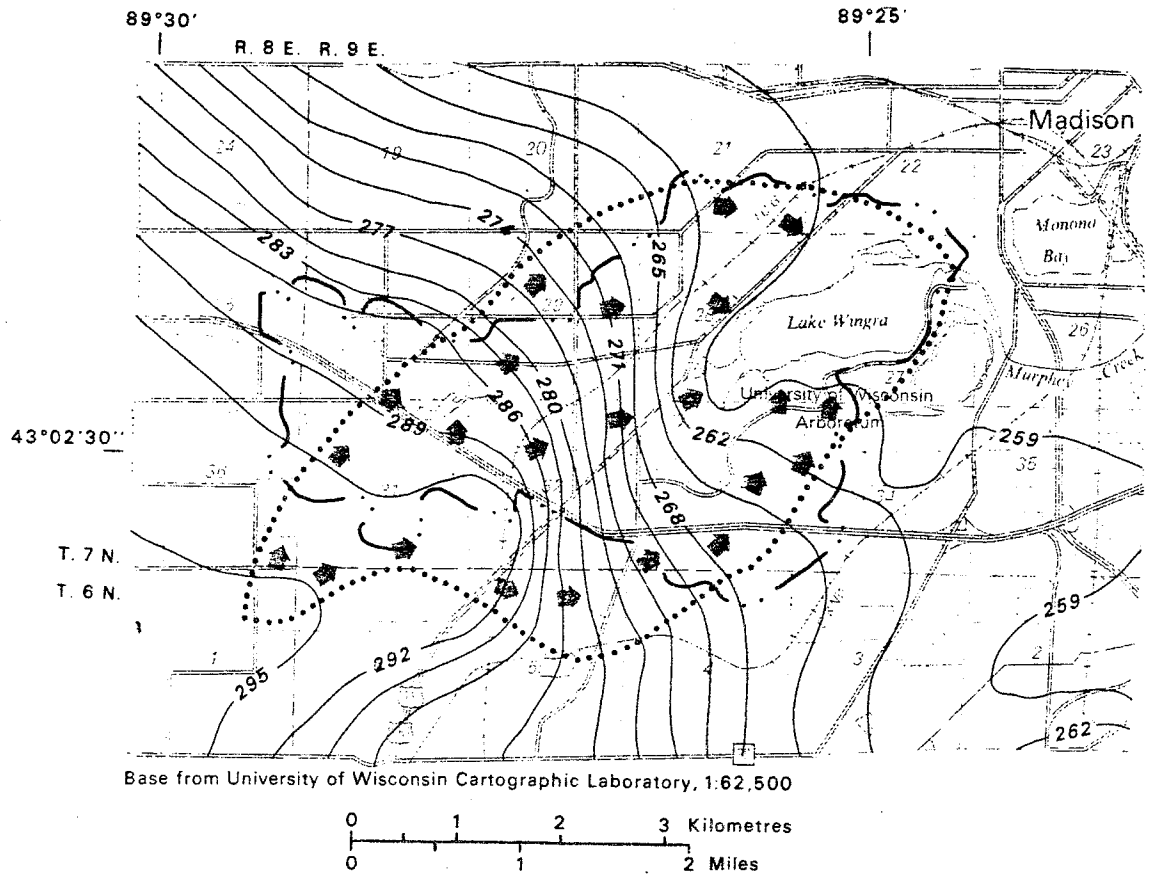 89°30'
89°25'
R. 8 E. R. 9 E.
Madison
24
19
20
21
22
23
Monona
Bay
277
274
283
265
Lake Wingra
26
271
Murphey Creek
University of Wisconsin
Arboretum
280
286
289
262
259
43°02'30''
36
35
268
T. 7 N.
T. 6 N.
259
1
292
295
3
2
262
Base from University of Wisconsin Cartographic Laboratory, 1:62,500
0 1 2 3 Kilometres
0 1 2 Miles